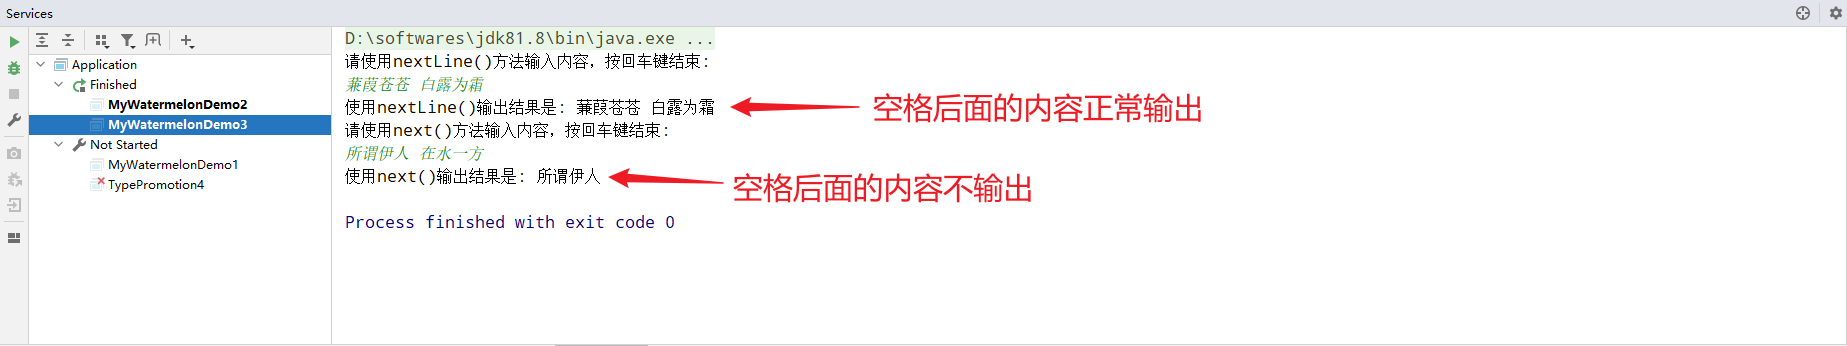 Services
Application
Finished
MyWatermelonDemo2
MyWatermelonDemo3
Not Started
MyWatermelonDemo1
TypePromotion4
D:\softwares\jdk81.8\bin\java.exe ...
请使用nextLine()方法输入内容，按回车键结束：
蒹葭苍苍 白露为霜
使用nextLine()输出结果是： 蒹葭苍苍 白露为霜
空格后面的内容正常输出
请使用next()方法输入内容，按回车键结束：
所谓伊人 在水一方
使用next()输出结果是： 所谓伊人
空格后面的内容不输出
Process finished with exit code 0